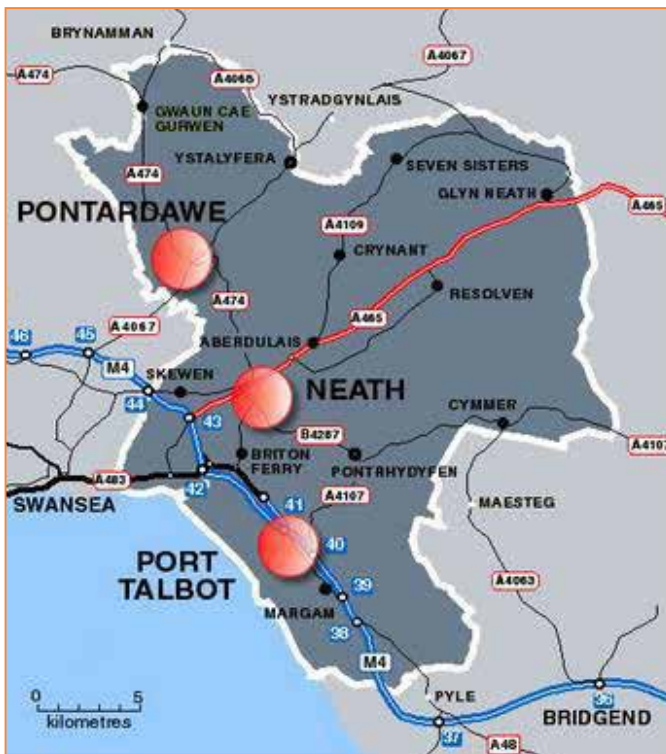 BRYNAMMAN
A4067
A474
A4068
YSTRADGYNLAIS
GWAUN CAE
GURWEN
YSTALYFERA
SEVEN SISTERS
A474
GLYN NEATH
A465
PONTARDAWE
A4109
CRYNANT
A474
RESOLVEN
A4067
A465
ABERDULAIS
46
45
M4
SKEWEN
NEATH
44
43
CYMMER
B4287
A4107
BRITON
FERRY
PONTRHYDYFEN
A483
42
SWANSEA
41
A4107
MAESTEG
40
PORT
TALBOT
A4063
39
MARGAM
38
M4
0 5
kilometres
PYLE
36
BRIDGEND
37
A48